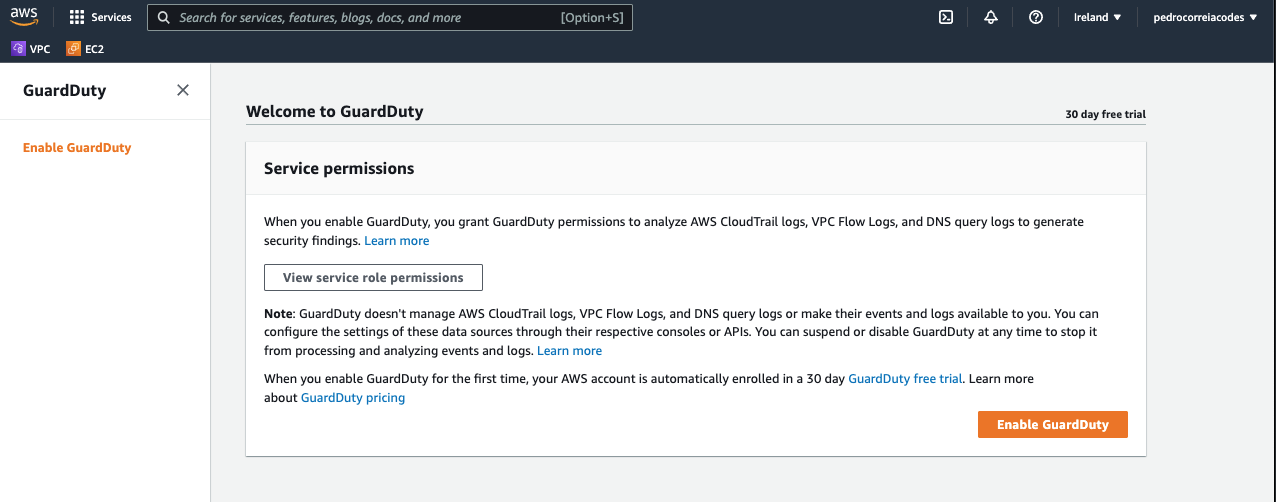 aws
Services
Search for services, features, blogs, docs, and more
[Option+S]
Ireland
pedrocorreiacodes
VPC
EC2
GuardDuty
Enable GuardDuty
Welcome to GuardDuty
30 day free trial
Service permissions
When you enable GuardDuty, you grant GuardDuty permissions to analyze AWS CloudTrail logs, VPC Flow Logs, and DNS query logs to generate
security findings. Learn more
View service role permissions
Note: GuardDuty doesn't manage AWS CloudTrail logs, VPC Flow Logs, and DNS query logs or make their events and logs available to you. You can
configure the settings of these data sources through their respective consoles or APIs. You can suspend or disable GuardDuty at any time to stop it
from processing and analyzing events and logs. Learn more
When you enable GuardDuty for the first time, your AWS account is automatically enrolled in a 30 day GuardDuty free trial. Learn more
about GuardDuty pricing
Enable GuardDuty